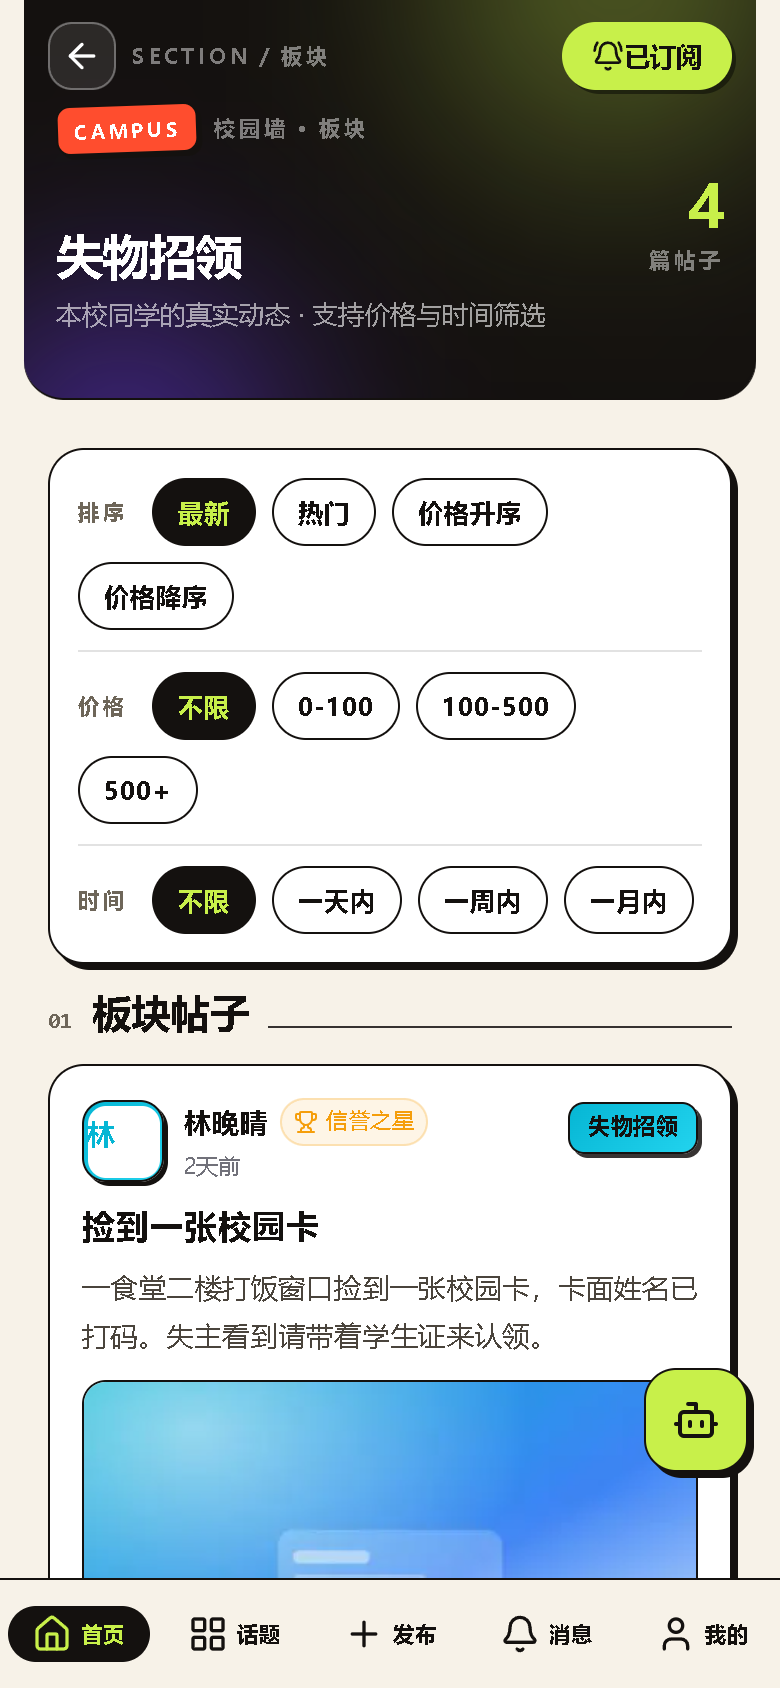 SECTION / 板块
已订阅
CAMPUS 校园墙 • 板块
4
篇帖子
失物招领
本校同学的真实动态 · 支持价格与时间筛选
排序 最新 热门 价格升序
价格降序
价格 不限 0-100 100-500
500+
时间 不限 一天内 一周内 一月内
01 板块帖子
林 林晚晴 信誉之星 失物招领
2天前
捡到一张校园卡
一食堂二楼打饭窗口捡到一张校园卡，卡面姓名已
打码。失主看到请带着学生证来认领。
首页 话题 发布 消息 我的